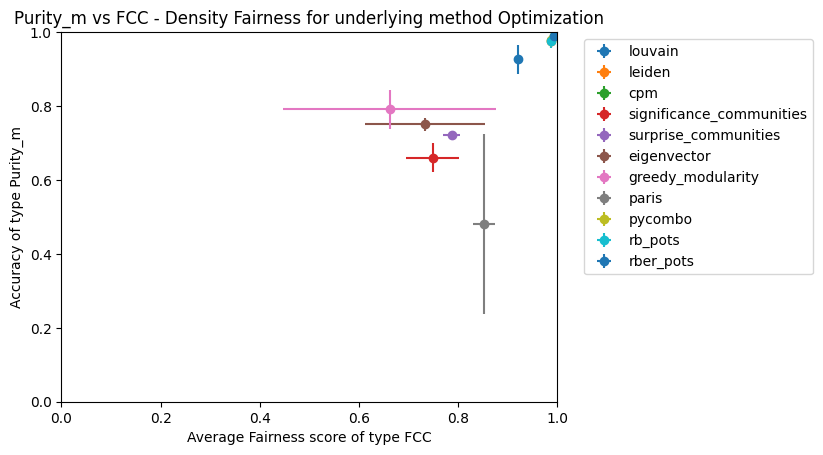 Purity_m vs FCC - Density Fairness for underlying method Optimization
1.0
0.8
0.6
0.4
0.2
0.0
Accuracy of type Purity_m
0.0 0.2 0.4 0.6 0.8 1.0
Average Fairness score of type FCC
louvain
leiden
cpm
significance_communities
surprise_communities
eigenvector
greedy_modularity
paris
pycombo
rb_pots
rber_pots